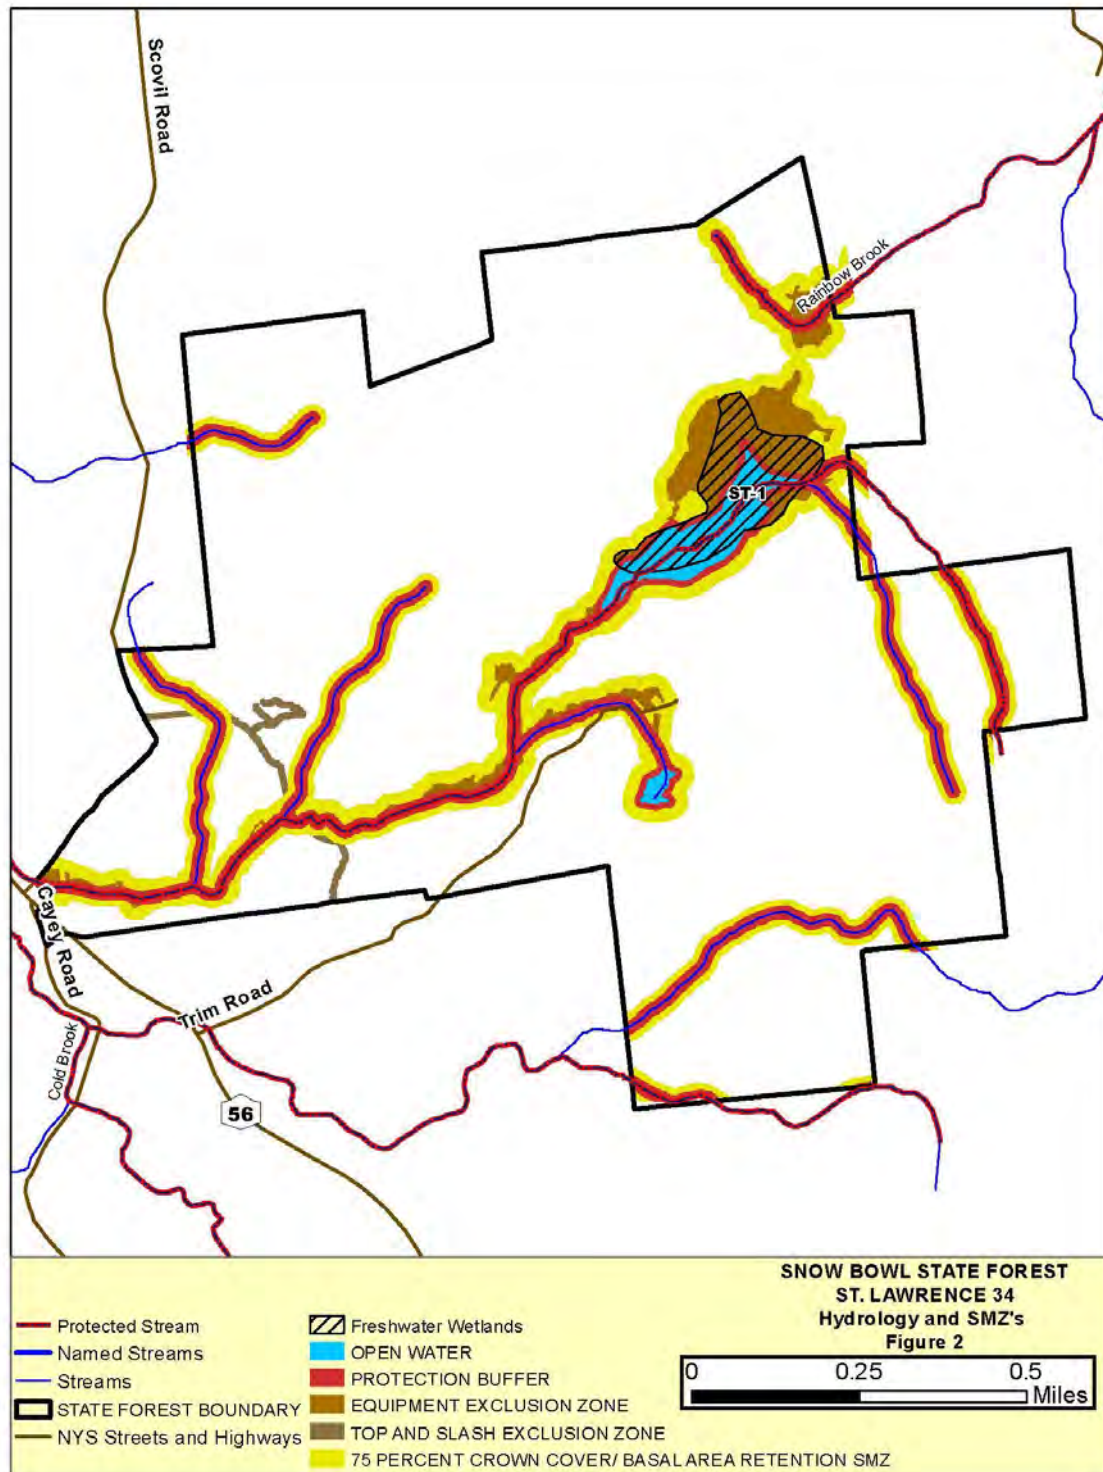 Scovil Road
Rainbow Brook
ST-1
Cayey Road
Trim Road
Cold Brook
56
SNOW BOWL STATE FOREST
ST. LAWRENCE 34
Hydrology and SMZ's
Figure 2
Protected Stream
Named Streams
Streams
STATE FOREST BOUNDARY
NYS Streets and Highways
Freshwater Wetlands
OPEN WATER
PROTECTION BUFFER
EQUIPMENT EXCLUSION ZONE
TOP AND SLASH EXCLUSION ZONE
75 PERCENT CROWN COVER/ BASAL AREA RETENTION SMZ
0 0.25 0.5
Miles